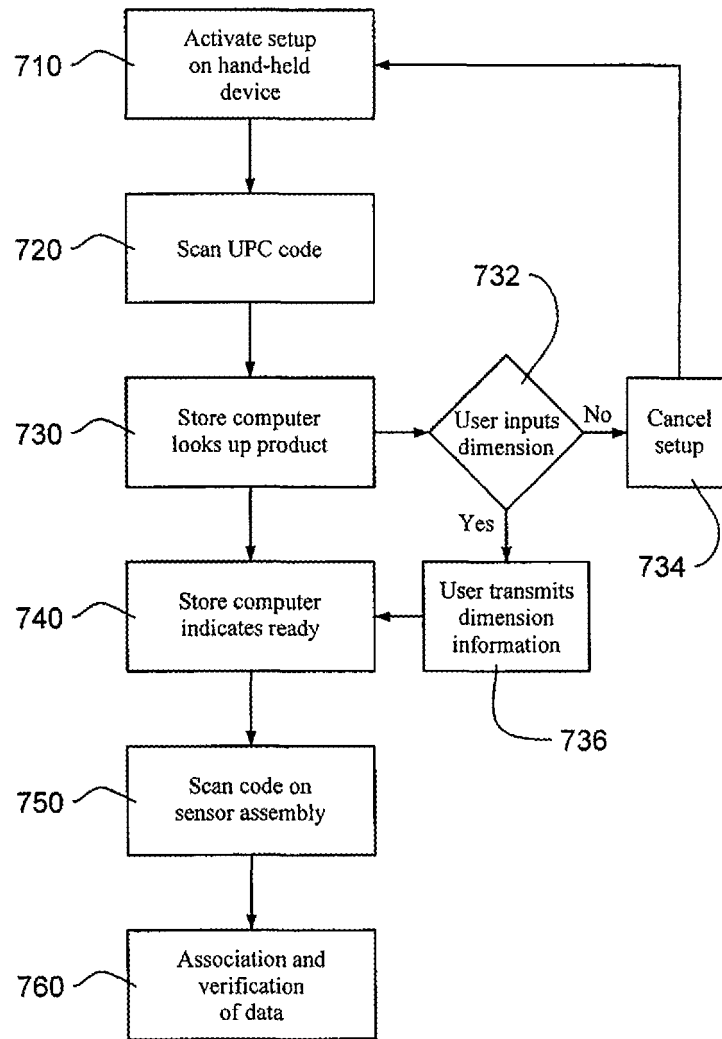 710
Activate setup
on hand-held
device
720
Scan UPC code
732
730
Store computer
looks up product
User inputs
dimension
No
Cancel
setup
734
Yes
740
Store computer
indicates ready
User transmits
dimension
information
736
750
Scan code on
sensor assembly
760
Association and
verification
of data